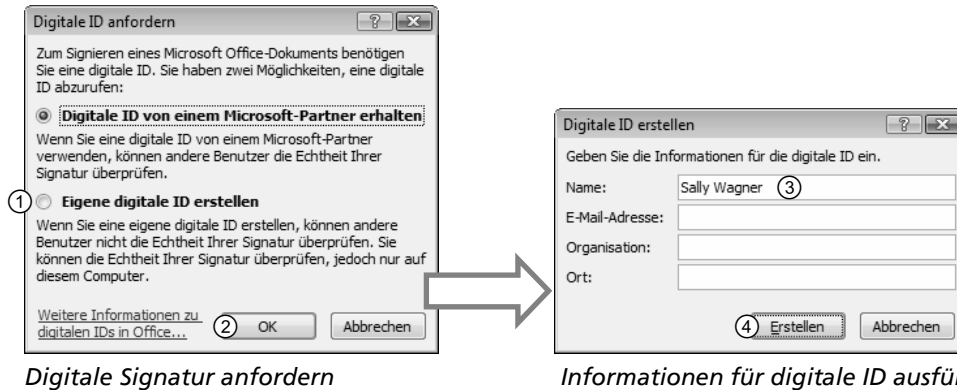 Digitale ID anfordern
Zum Signieren eines Microsoft Office-Dokuments benötigen
Sie eine digitale ID. Sie haben zwei Möglichkeiten, eine digitale
ID abzurufen:
Digitale ID von einem Microsoft-Partner erhalten
Wenn Sie eine digitale ID von einem Microsoft-Partner
verwenden, können andere Benutzer die Echtheit Ihrer
Signatur überprüfen.
1 Eigene digitale ID erstellen
Wenn Sie eine eigene digitale ID erstellen, können andere
Benutzer nicht die Echtheit Ihrer Signatur überprüfen. Sie
können die Echtheit Ihrer Signatur überprüfen, jedoch nur auf
diesem Computer.
Weitere Informationen zu
digitalen IDs in Office...
2 OK Abbrechen
Digitale Signatur anfordern
Digitale ID erstellen
Geben Sie die Informationen für die digitale ID ein.
Name: Sally Wagner 3
E-Mail-Adresse:
Organisation:
Ort:
4 Erstellen Abbrechen
Informationen für digitale ID